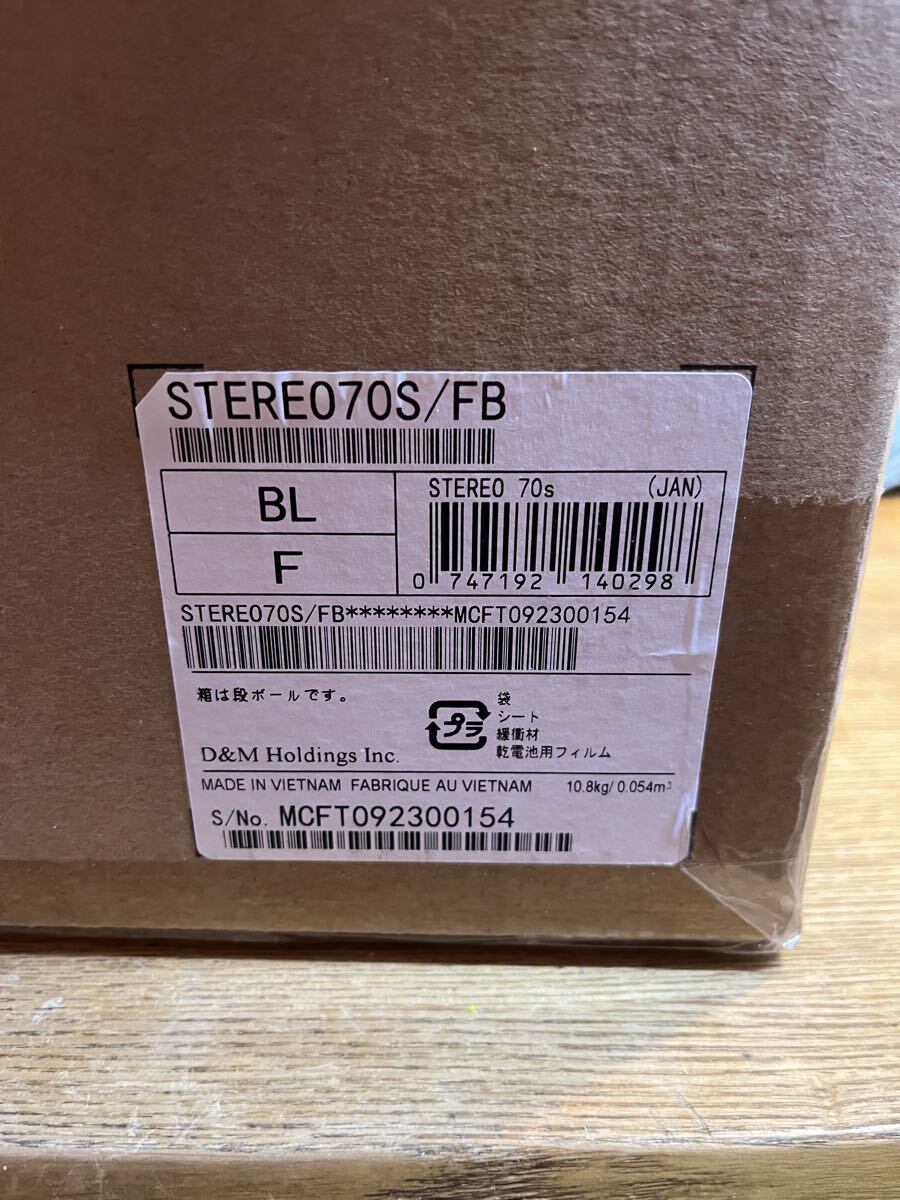 STEREO70S/FB
BL
F
STEREO 70s (JAN)
0 747192 140298
STEREO70S/FB********MCFT092300154
箱は段ボールです。
プラ
袋
シート
緩衝材
乾電池用フィルム
D&M Holdings Inc.
MADE IN VIETNAM FABRIQUE AU VIETNAM 10.8kg/0.054m³
S/No. MCFT092300154